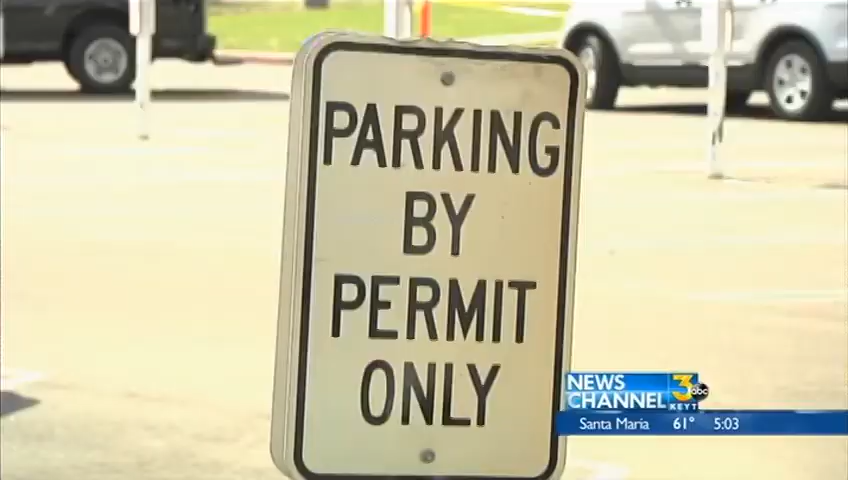 PARKING
BY
PERMIT
ONLY
NEWS
CHANNEL 3 abc
KEYT
Santa Maria 61° 5:03